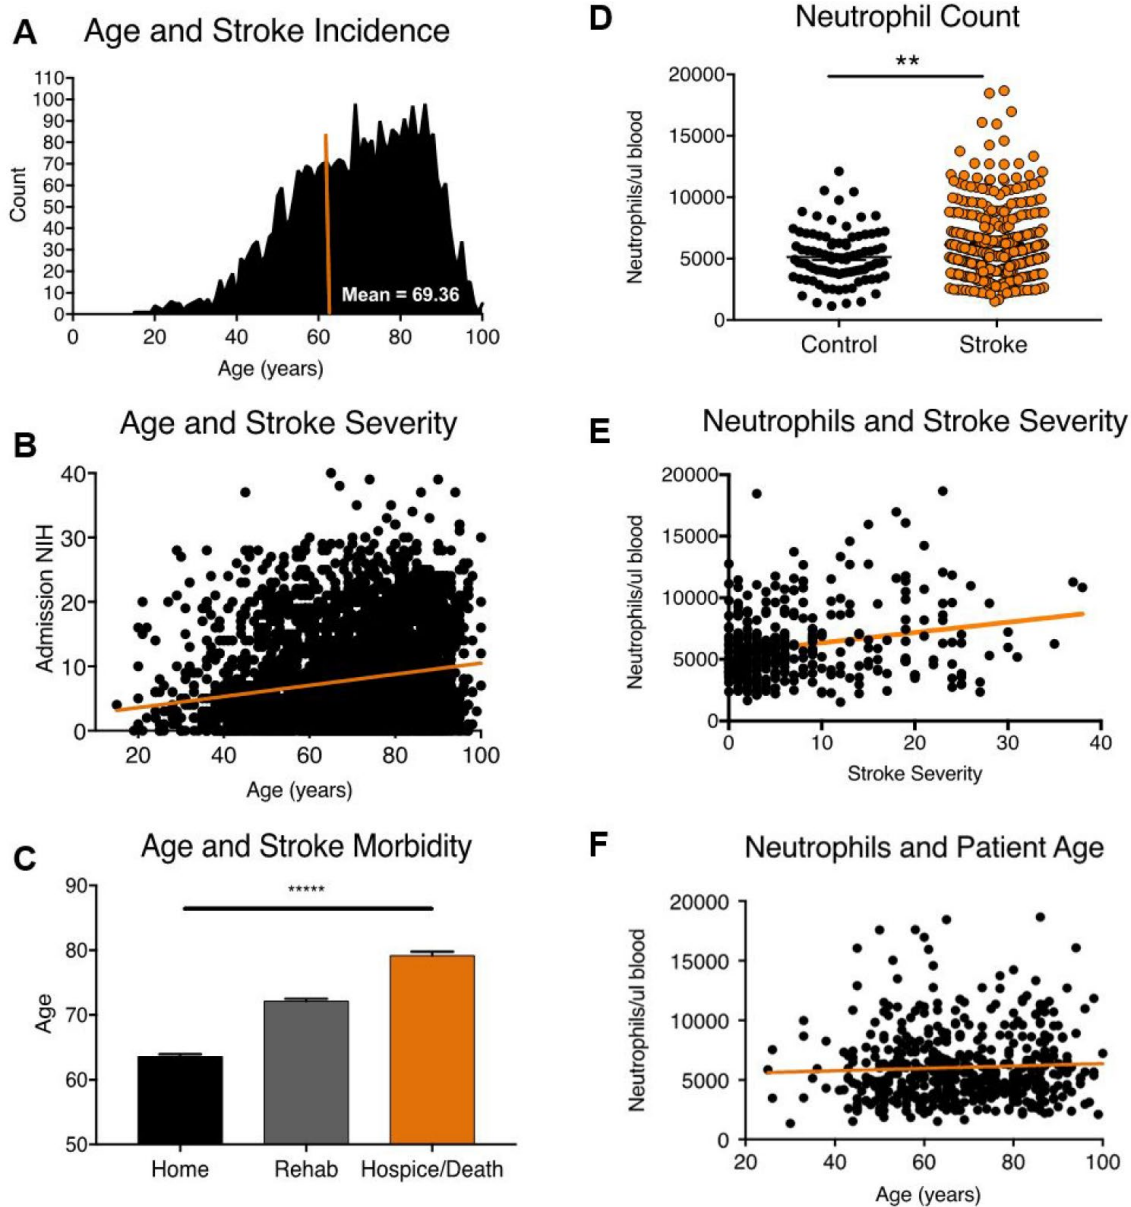 A
Age and Stroke Incidence
Count
110
100
90
80
70
60
50
40
30
20
10
0
Mean = 69.36
0 20 40 60 80 100
Age (years)
B
Age and Stroke Severity
Admission NIH
40
30
20
10
0
20 40 60 80 100
Age (years)
C
Age and Stroke Morbidity
*****
Age
90
80
70
60
50
Home Rehab Hospice/Death
D
Neutrophil Count
**
Neutrophils/ul blood
20000
15000
10000
5000
0
Control Stroke
E
Neutrophils and Stroke Severity
Neutrophils/ul blood
20000
15000
10000
5000
0
0 10 20 30 40
Stroke Severity
F
Neutrophils and Patient Age
Neutrophils/ul blood
20000
15000
10000
5000
0
20 40 60 80 100
Age (years)